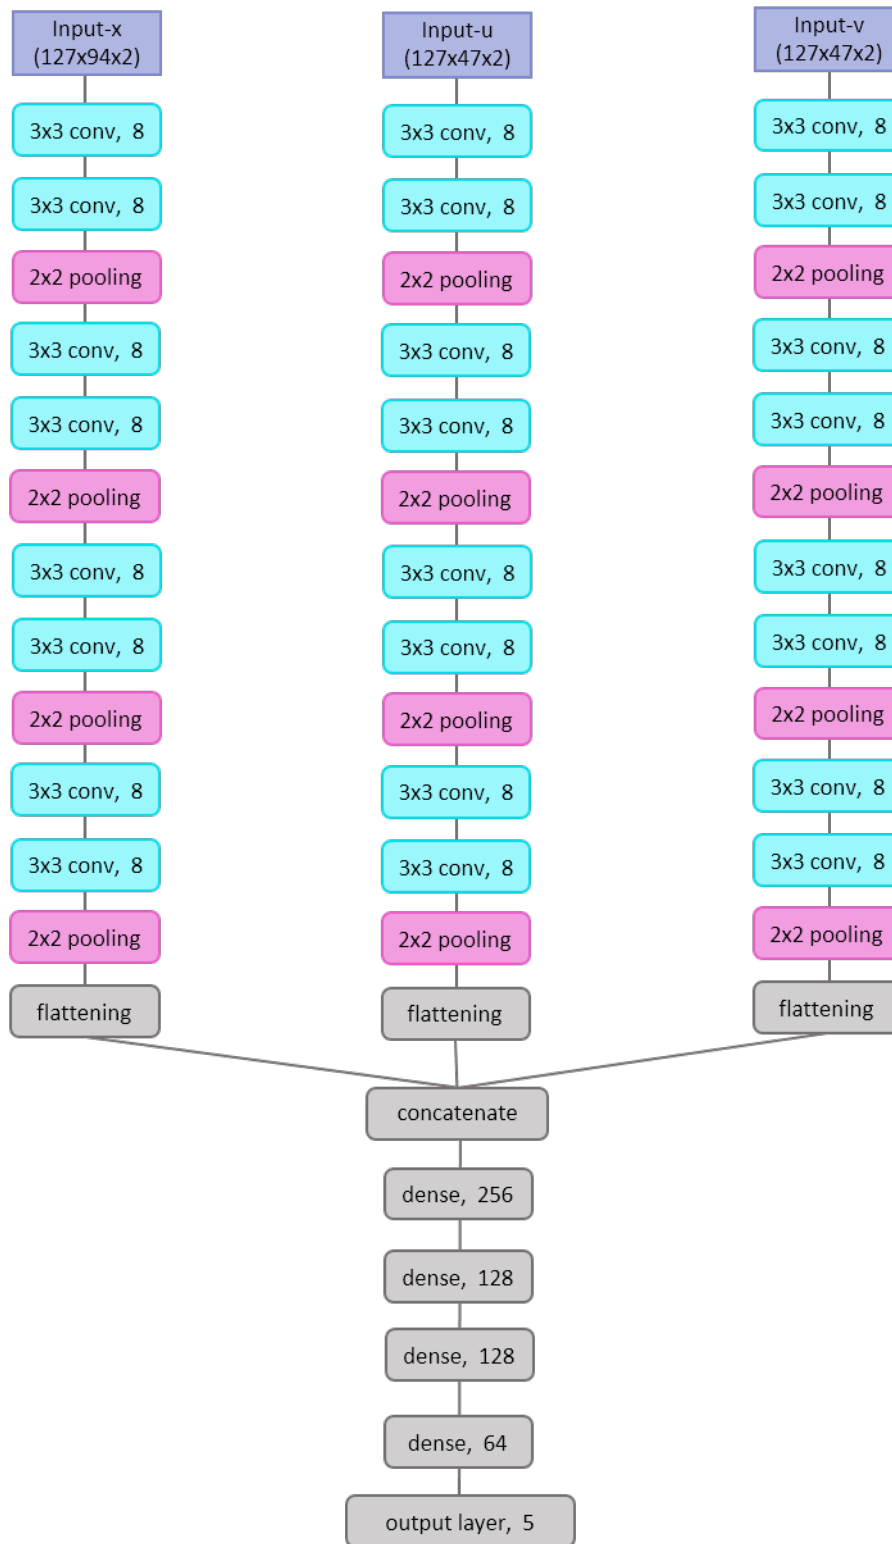 Input-x
(127x94x2)
3x3 conv, 8
3x3 conv, 8
2x2 pooling
3x3 conv, 8
3x3 conv, 8
2x2 pooling
3x3 conv, 8
3x3 conv, 8
2x2 pooling
3x3 conv, 8
3x3 conv, 8
2x2 pooling
flattening
Input-u
(127x47x2)
3x3 conv, 8
3x3 conv, 8
2x2 pooling
3x3 conv, 8
3x3 conv, 8
2x2 pooling
3x3 conv, 8
3x3 conv, 8
2x2 pooling
3x3 conv, 8
3x3 conv, 8
2x2 pooling
flattening
Input-v
(127x47x2)
3x3 conv, 8
3x3 conv, 8
2x2 pooling
3x3 conv, 8
3x3 conv, 8
2x2 pooling
3x3 conv, 8
3x3 conv, 8
2x2 pooling
3x3 conv, 8
3x3 conv, 8
2x2 pooling
flattening
concatenate
dense, 256
dense, 128
dense, 128
dense, 64
output layer, 5